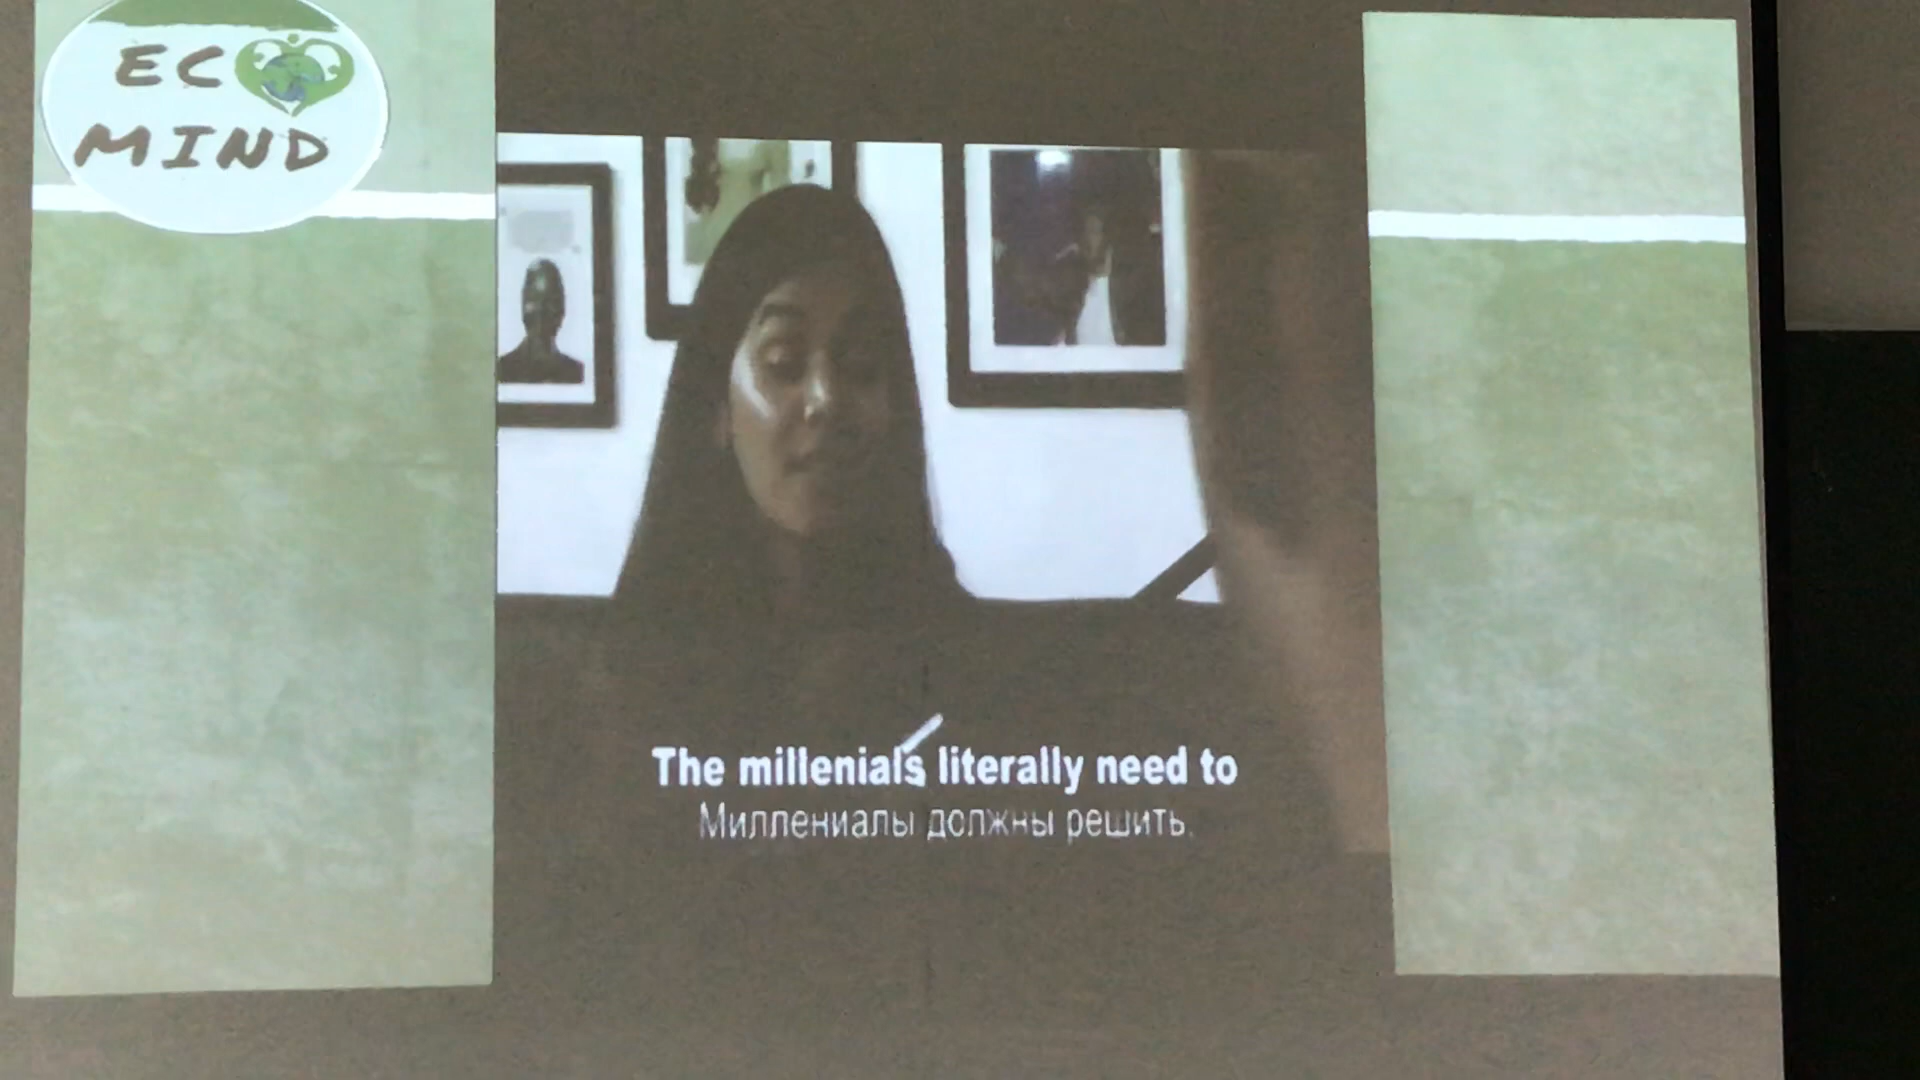 ECO
MIND
The millenials literally need to
Миллениалы должны решить.